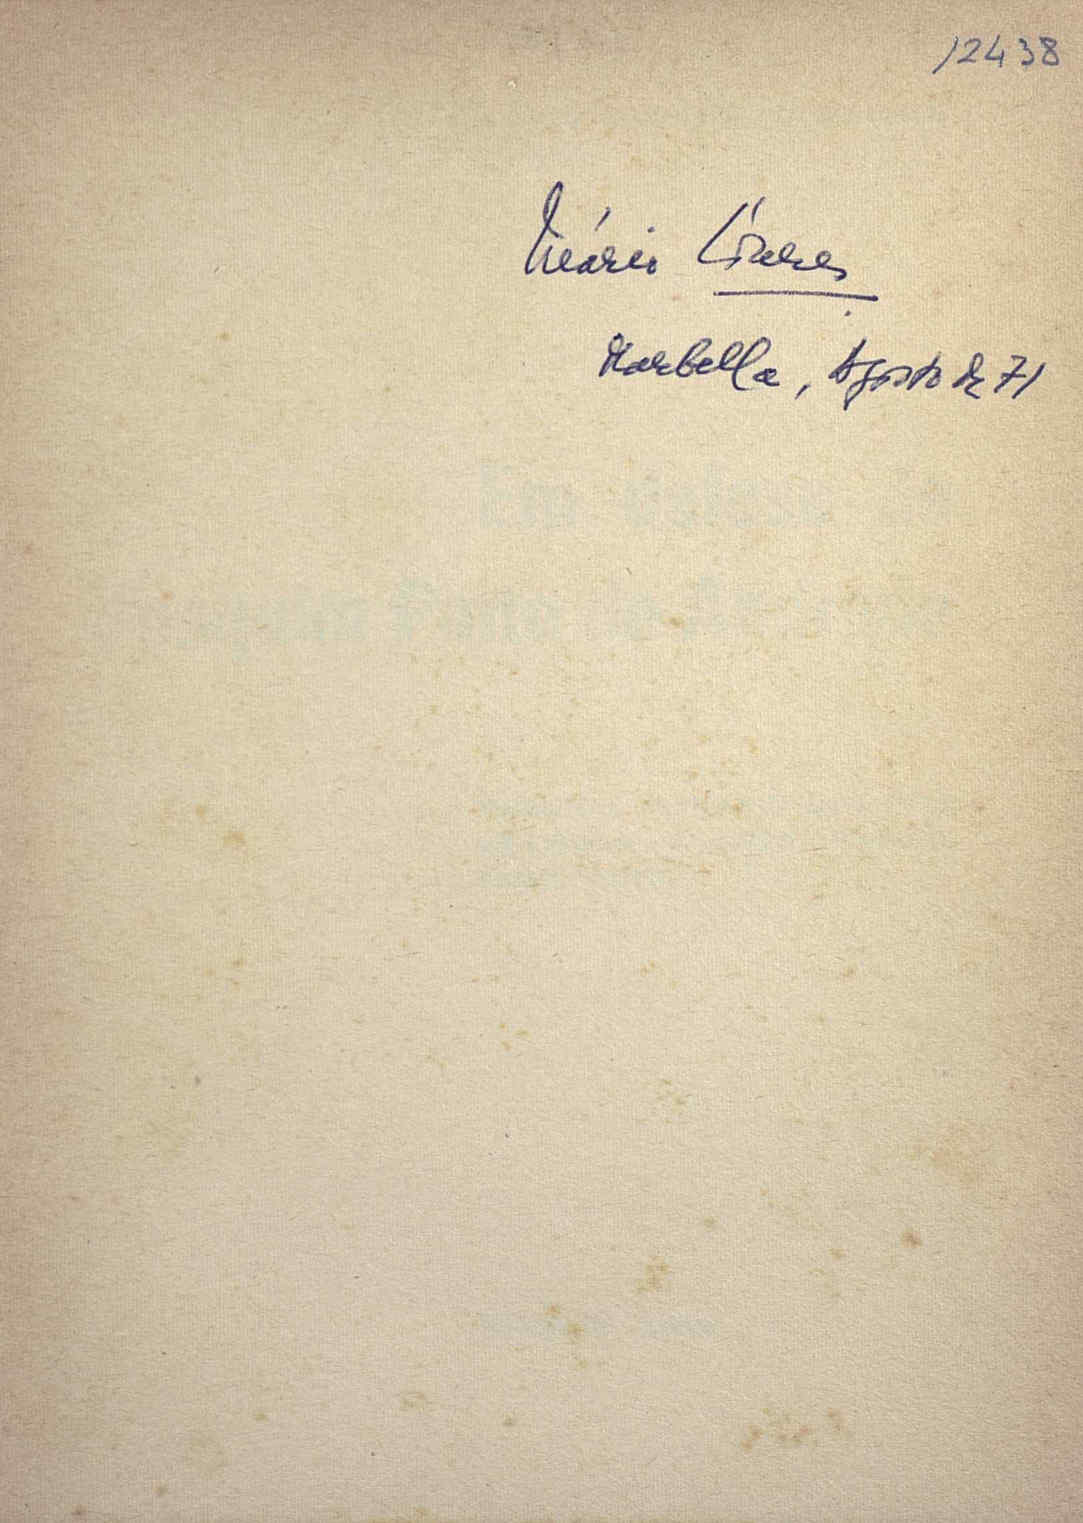 12438
Mário
Marbella, Agosto de 71